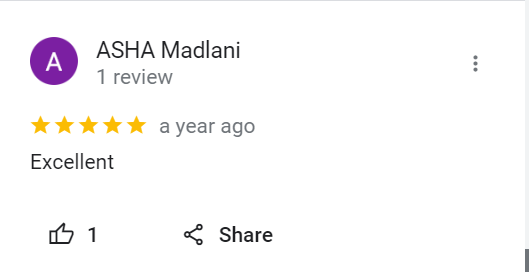 A
ASHA Madlani
1 review
a year ago
Excellent
1
Share